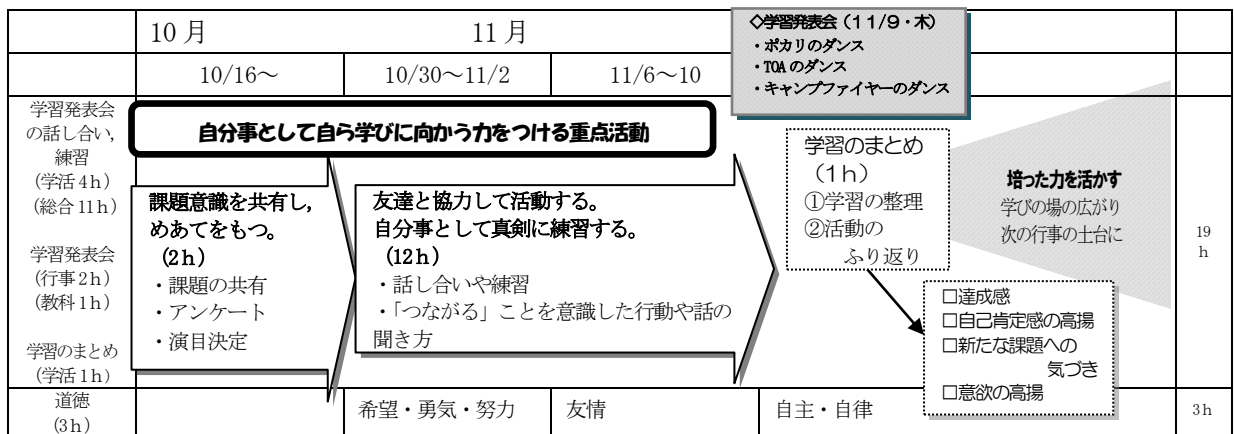 10月
11月
◇学習発表会（１１/９・木）
・ポカリのダンス
・TOAのダンス
・キャンプファイヤーのダンス
10/16～
10/30～11/2
11/6～10
学習発表会
の話し合い，
練習
(学活4h)
(総合11h)
学習発表会
(行事2h)
(教科1h)
学習のまとめ
(学活1h)
自分事として自ら学びに向かう力をつける重点活動
課題意識を共有し，
めあてをもつ。
(2h)
・課題の共有
・アンケート
・演目決定
友達と協力して活動する。
自分事として真剣に練習する。
(12h)
・話し合いや練習
・「つながる」ことを意識した行動や話の
聞き方
学習のまとめ
（1h）
①学習の整理
②活動の
ふり返り
培った力を活かす
学びの場の広がり
次の行事の土台に
□達成感
□自己肯定感の高揚
□新たな課題への
気づき
□意欲の高揚
19
h
道徳
(3h)
希望・勇気・努力
友情
自主・自律
3h